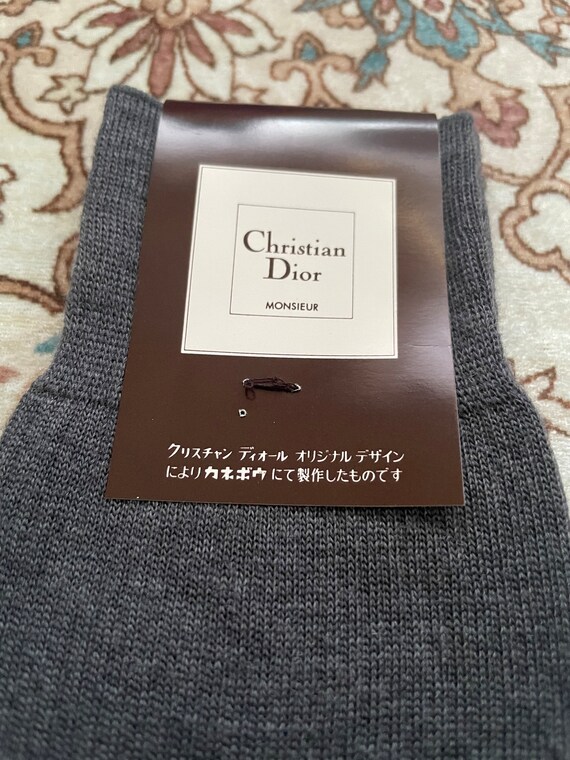 Christian
Dior
MONSIEUR
D
クリスチャン ディオール オリジナル デザイン
により カネボウ にて製作したものです